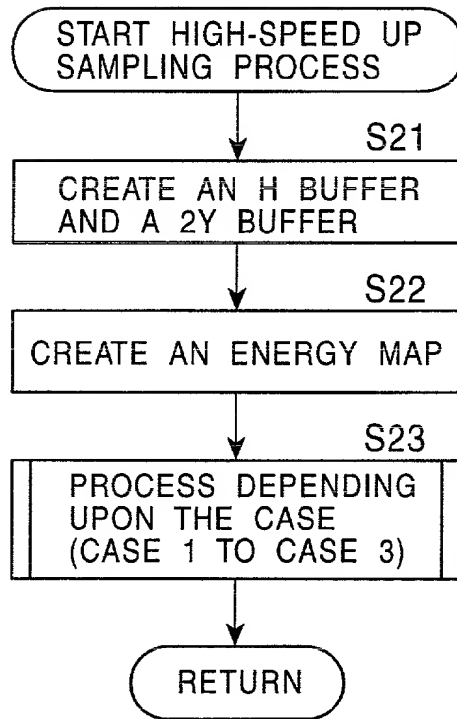 START HIGH-SPEED UP
SAMPLING PROCESS
S21
CREATE AN H BUFFER
AND A 2Y BUFFER
S22
CREATE AN ENERGY MAP
S23
PROCESS DEPENDING
UPON THE CASE
(CASE 1 TO CASE 3)
RETURN